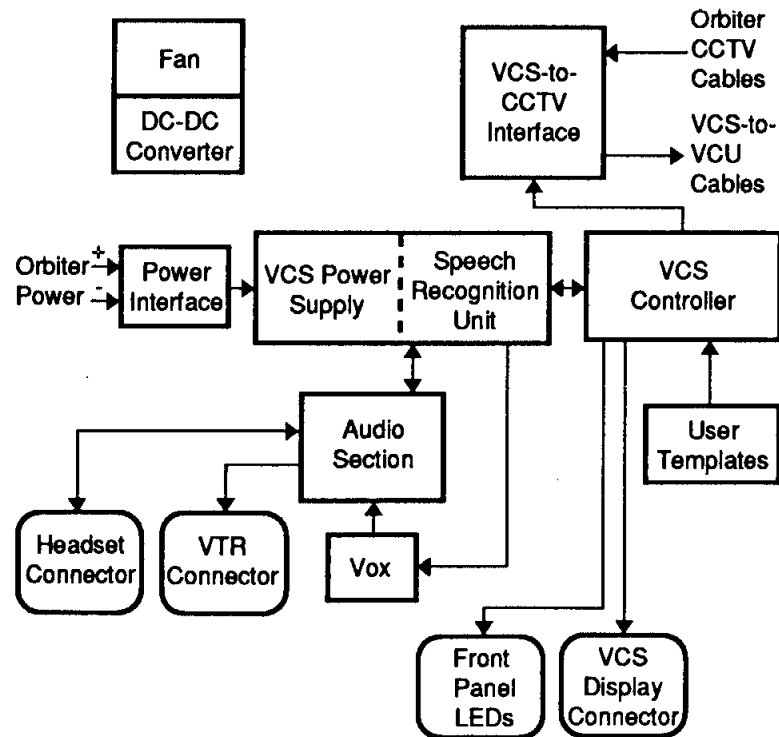 Fan
DC-DC
Converter
VCS-to-
CCTV
Interface
Orbiter
CCTV
Cables
VCS-to-
VCU
Cables
Orbiter +
Power -
Power
Interface
VCS Power
Supply
Speech
Recognition
Unit
VCS
Controller
Audio
Section
User
Templates
Headset
Connector
VTR
Connector
Vox
Front
Panel
LEDs
VCS
Display
Connector